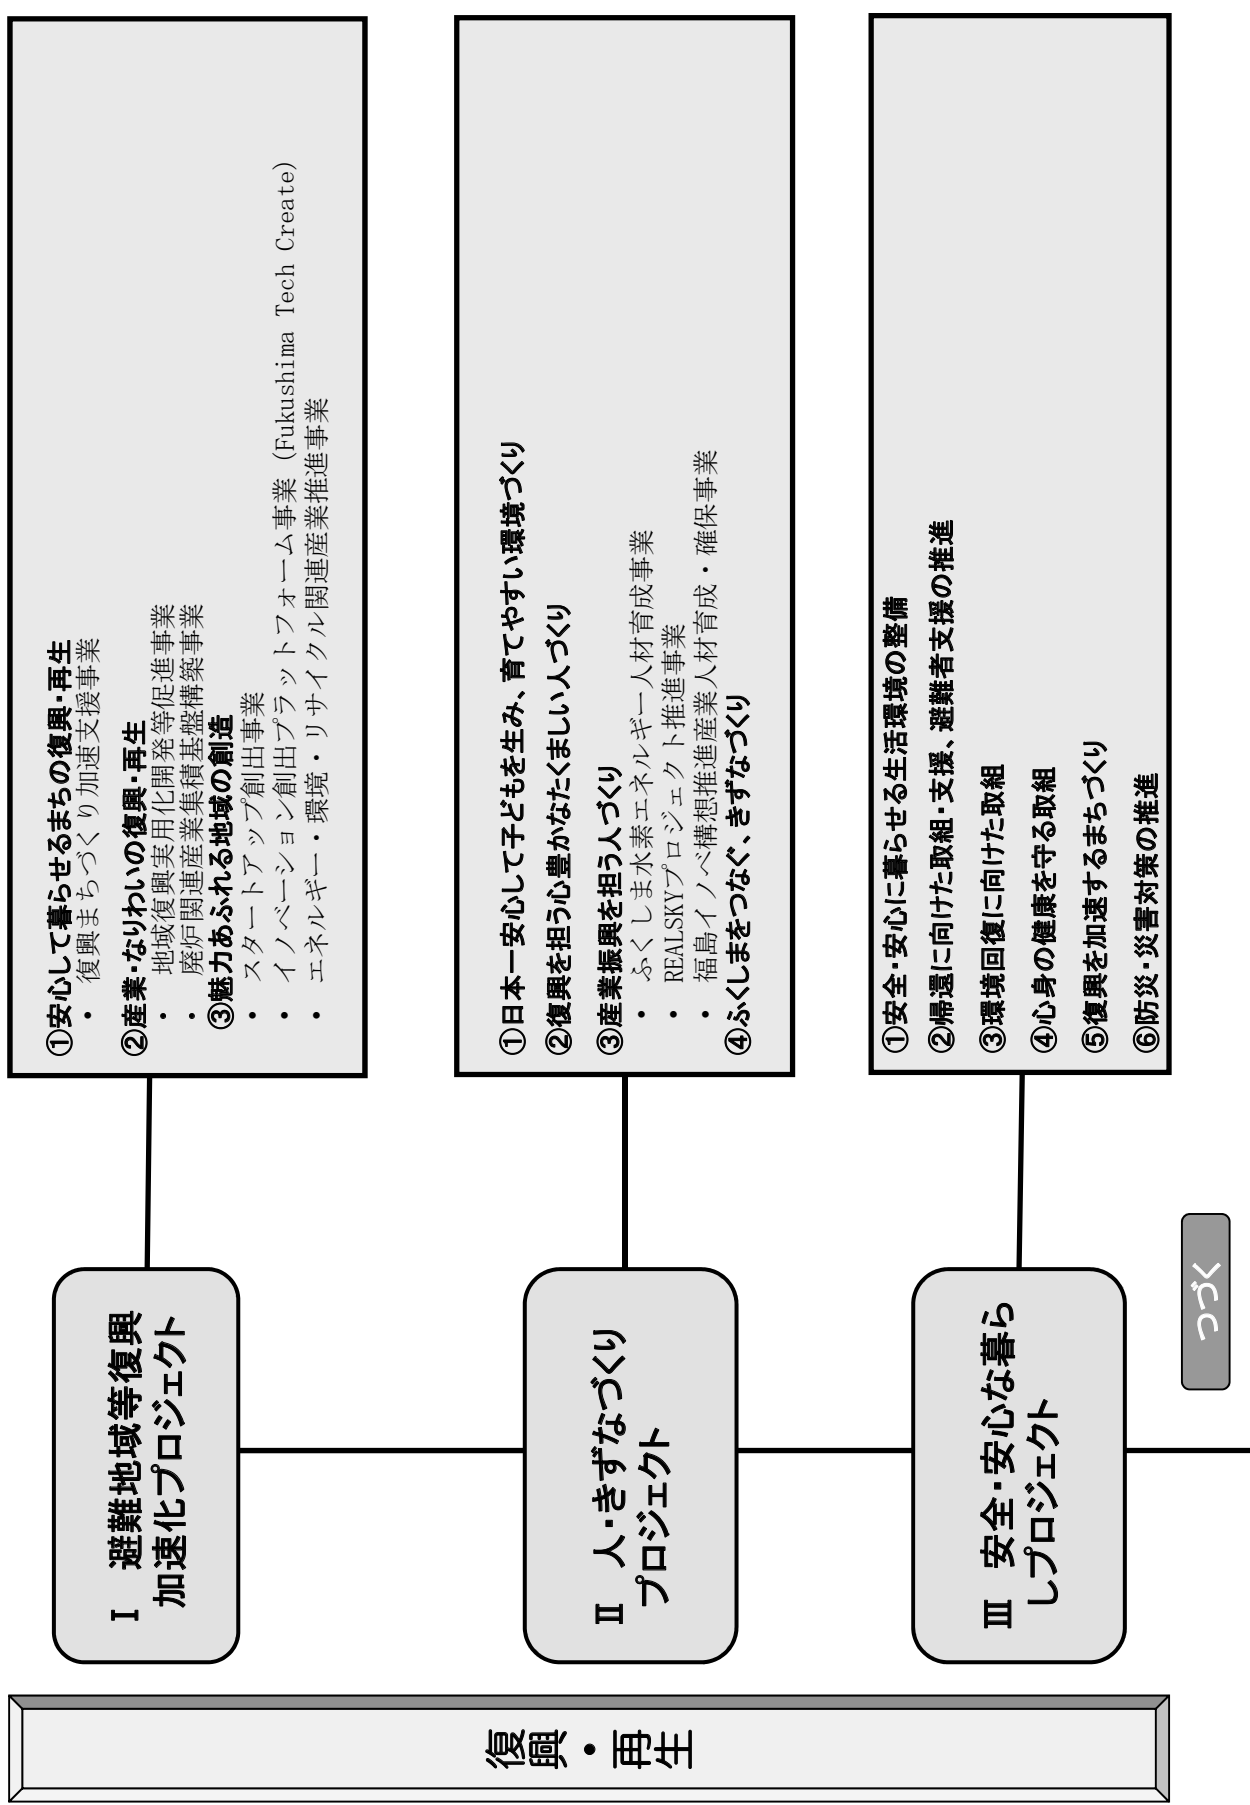 復興・再生
Ⅰ　避難地域等復興
加速化プロジェクト
①安心して暮らせるまちの復興・再生
・　復興まちづくり加速支援事業
②産業・なりわいの復興・再生
・　地域復興実用化開発等促進事業
・　廃炉関連産業集積基盤構築事業
③魅力あふれる地域の創造
・　スタートアップ創出事業
・　イノベーション創出プラットフォーム事業（Fukushima Tech Create）
・　エネルギー・環境・リサイクル関連産業推進事業
Ⅱ　人・きずなづくり
プロジェクト
①日本一安心して子どもを生み、育てやすい環境づくり
②復興を担う心豊かなたくましい人づくり
③産業振興を担う人づくり
・　ふくしま水素エネルギー人材育成事業
・　REALSKYプロジェクト推進事業
・　福島イノベ構想推進産業人材育成・確保事業
④ふくしまをつなぐ、きずなづくり
Ⅲ　安全・安心な暮ら
しプロジェクト
①安全・安心に暮らせる生活環境の整備
②帰還に向けた取組・支援、避難者支援の推進
③環境回復に向けた取組
④心身の健康を守る取組
⑤復興を加速するまちづくり
⑥防災・災害対策の推進
つづく